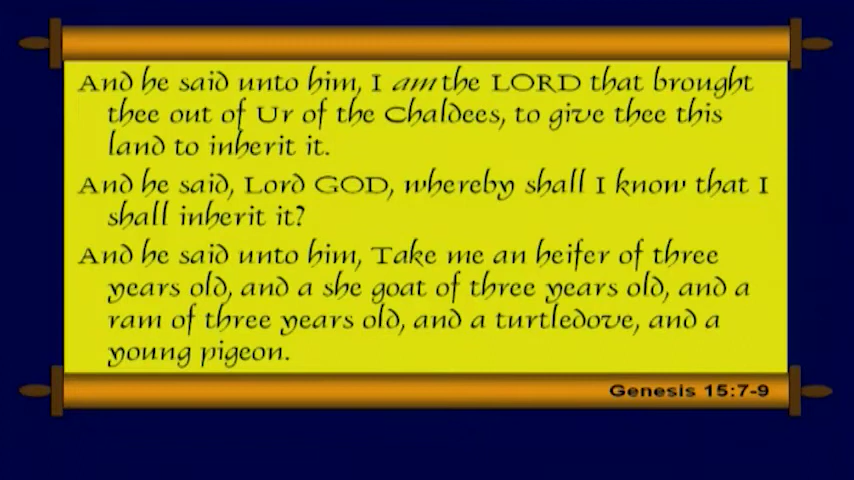 And he said unto him, I am the LORD that brought
thee out of Ur of the Chaldees, to give thee this
land to inherit it.
And he said, Lord GOD, whereby shall I know that I
shall inherit it?
And he said unto him, Take me an heifer of three
years old, and a she goat of three years old, and a
ram of three years old, and a turtledove, and a
young pigeon.
Genesis 15:7-9